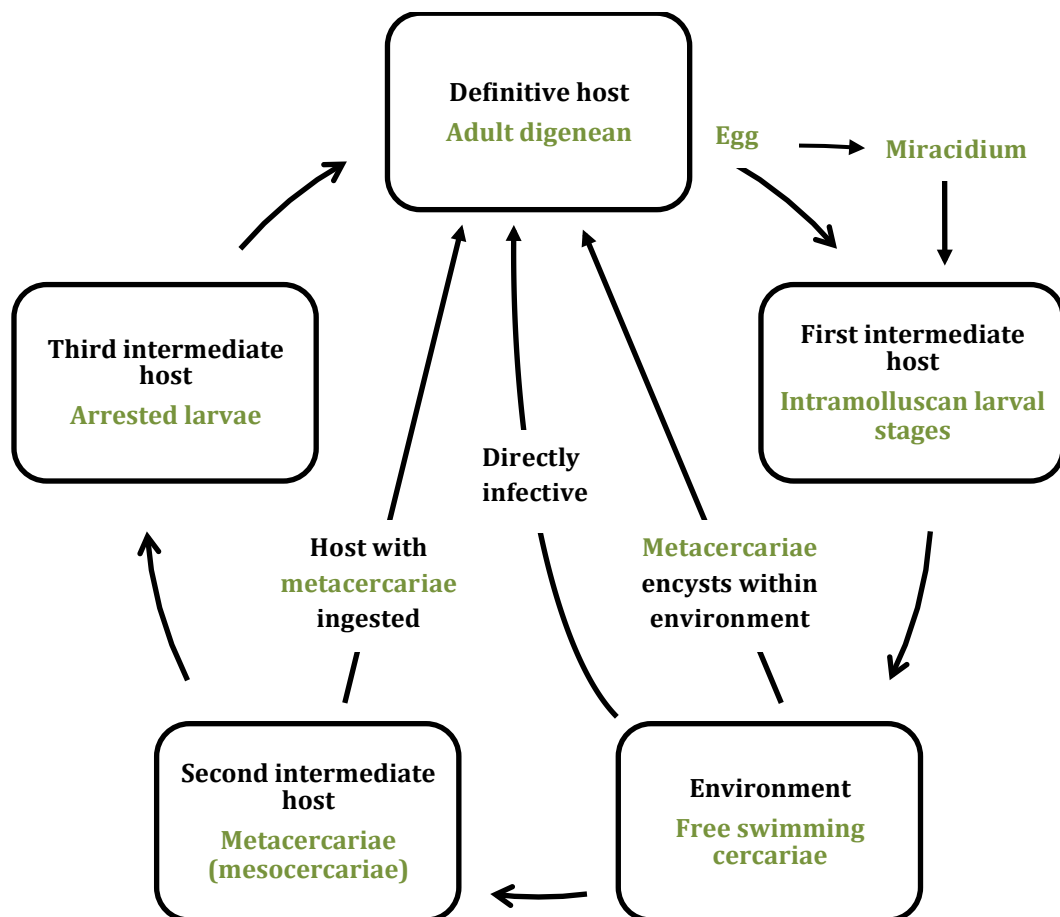 Definitive host
Adult digenean
Egg
Miracidium
First intermediate
host
Intramolluscan larval
stages
Third intermediate
host
Arrested larvae
Directly
infective
Host with
metacercariae
ingested
Metacercariae
encysts within
environment
Second intermediate
host
Metacercariae
(mesocercariae)
Environment
Free swimming
cercariae